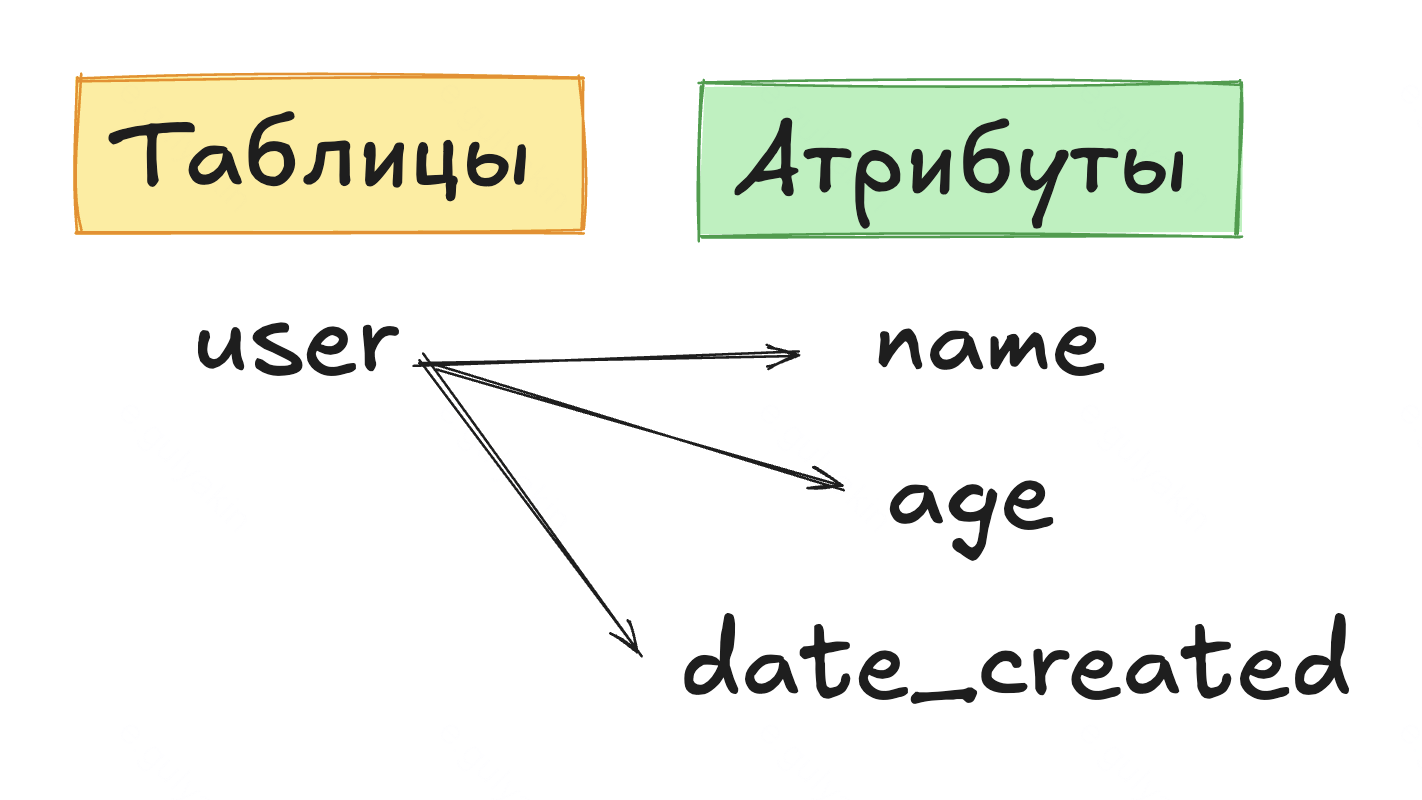 Таблицы
Атрибуты
user
name
age
date_created